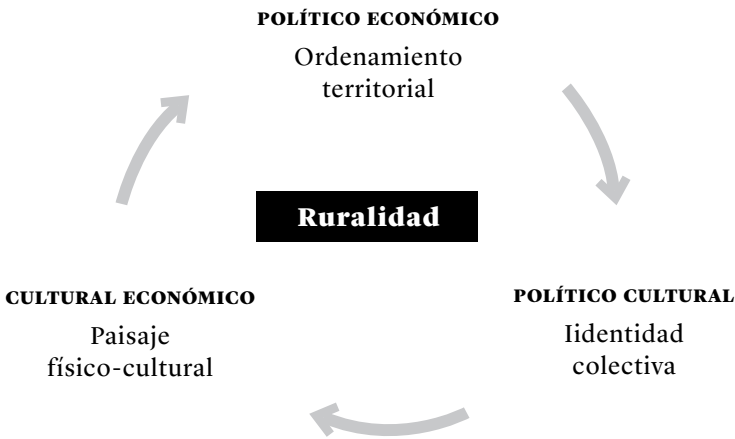 POLÍTICO ECONÓMICO
Ordenamiento
territorial
Ruralidad
CULTURAL ECONÓMICO
Paisaje
físico-cultural
POLÍTICO CULTURAL
Iidentidad
colectiva